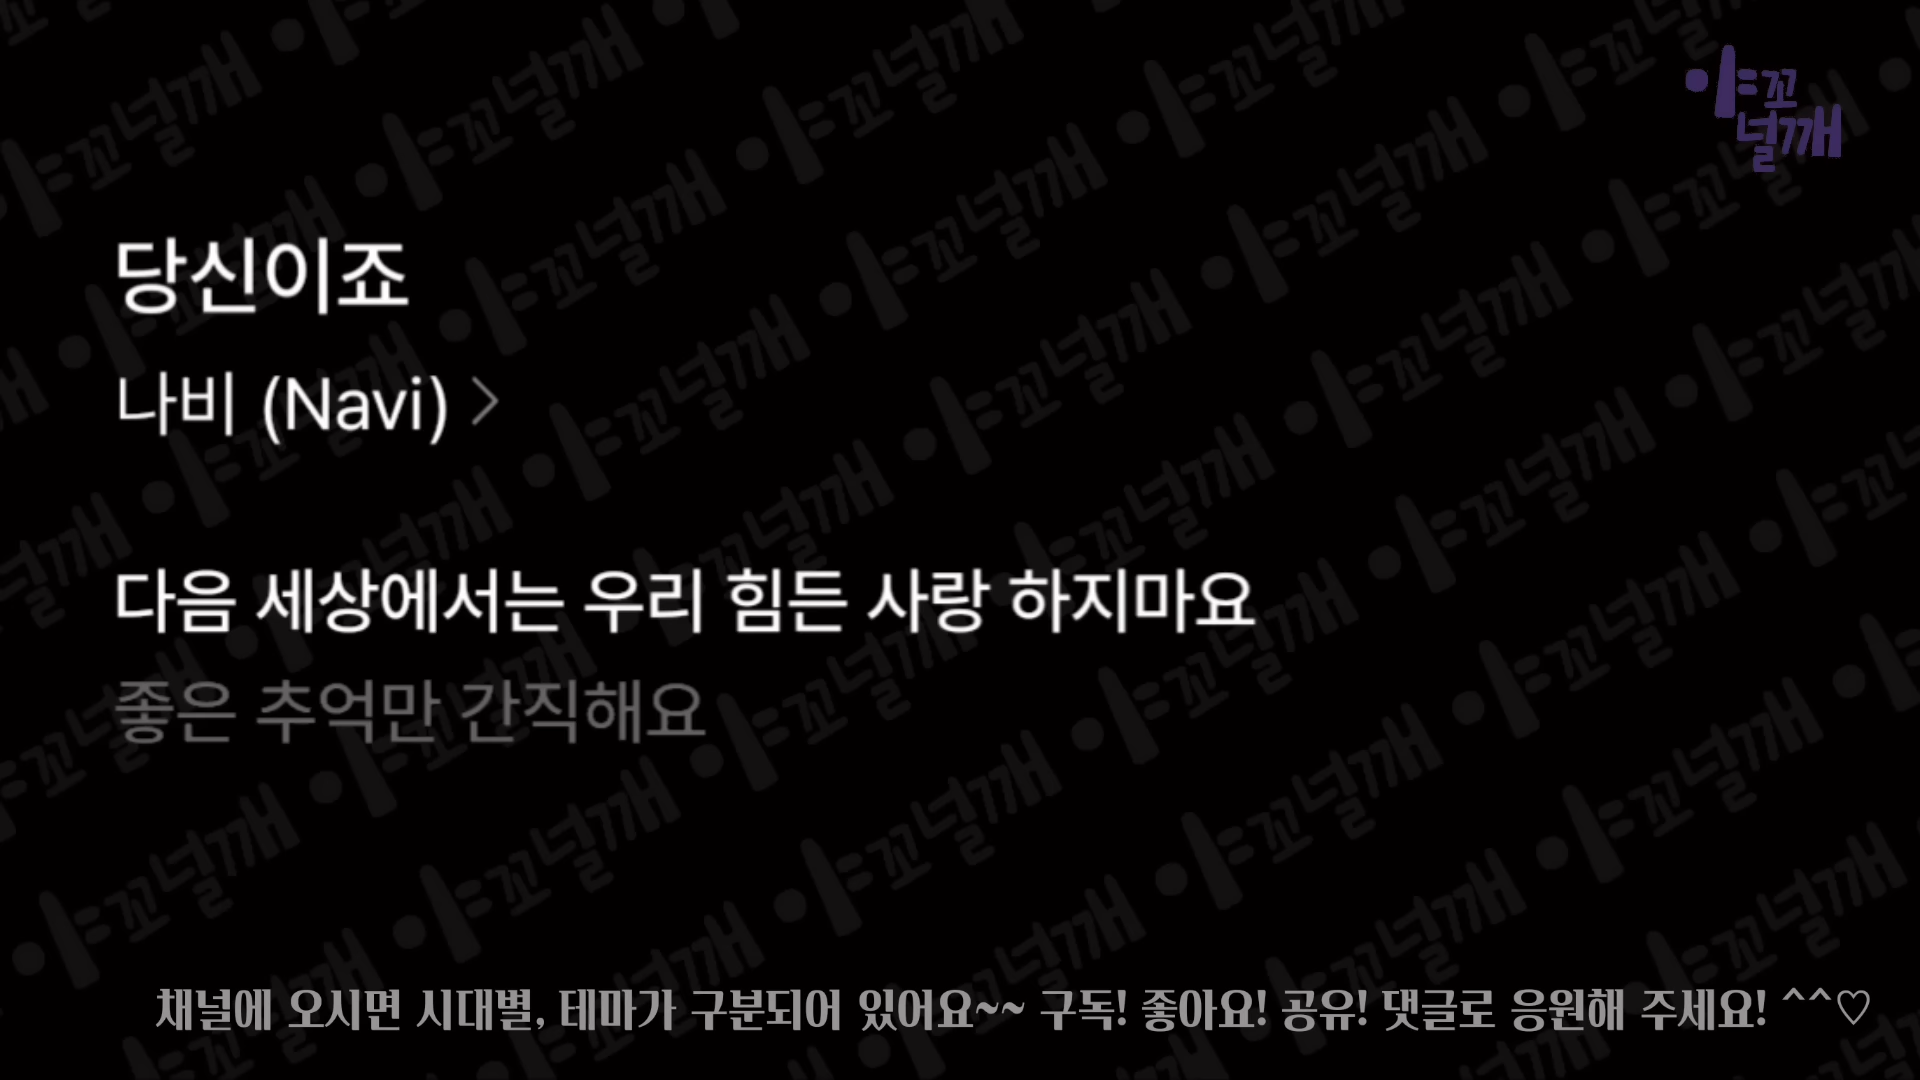 야꼬
널깨
당신이죠
나비 (Navi) >
다음 세상에서는 우리 힘든 사랑 하지마요
좋은 추억만 간직해요
채널에 오시면 시대별, 테마가 구분되어 있어요~~ 구독! 좋아요! 공유! 댓글로 응원해 주세요! ^^♡